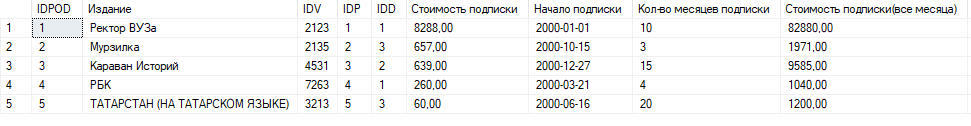 IDPOD Издание IDV IDP IDD Стоимость подписки Начало подписки Кол-во месяцев подписки Стоимость подписки(все месяца)
1 1 Ректор ВУЗа 2123 1 1 8288,00 2000-01-01 10 82880,00
2 2 Мурзилка 2135 2 3 657,00 2000-10-15 3 1971,00
3 3 Караван Историй 4531 3 2 639,00 2000-12-27 15 9585,00
4 4 РБК 7263 4 1 260,00 2000-03-21 4 1040,00
5 5 ТАТАРСТАН (НА ТАТАРСКОМ ЯЗЫКЕ) 3213 5 3 60,00 2000-06-16 20 1200,00